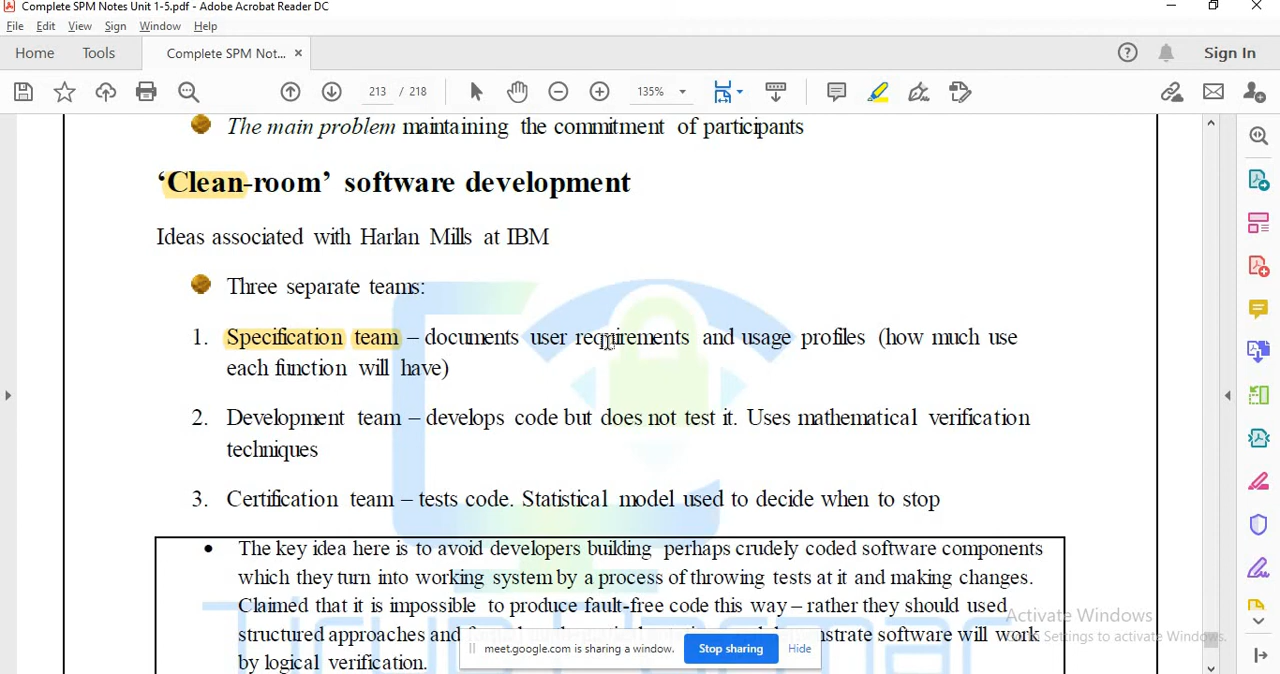 Complete SPM Notes Unit 1-5.pdf - Adobe Acrobat Reader DC
File Edit View Sign Window Help
Home Tools Complete SPM Not... × Sign In
213 / 218 135%
The main problem maintaining the commitment of participants
‘Clean-room’ software development
Ideas associated with Harlan Mills at IBM
Three separate teams:
1. Specification team – documents user requirements and usage profiles (how much use
each function will have)
2. Development team – develops code but does not test it. Uses mathematical verification
techniques
3. Certification team – tests code. Statistical model used to decide when to stop
• The key idea here is to avoid developers building perhaps crudely coded software components
which they turn into working system by a process of throwing tests at it and making changes.
Claimed that it is impossible to produce fault-free code this way – rather they should used
structured approaches and software will work
by logical verification.
Activate Windows
Settings to activate Windows.
meet.google.com is sharing a window. Stop sharing Hide